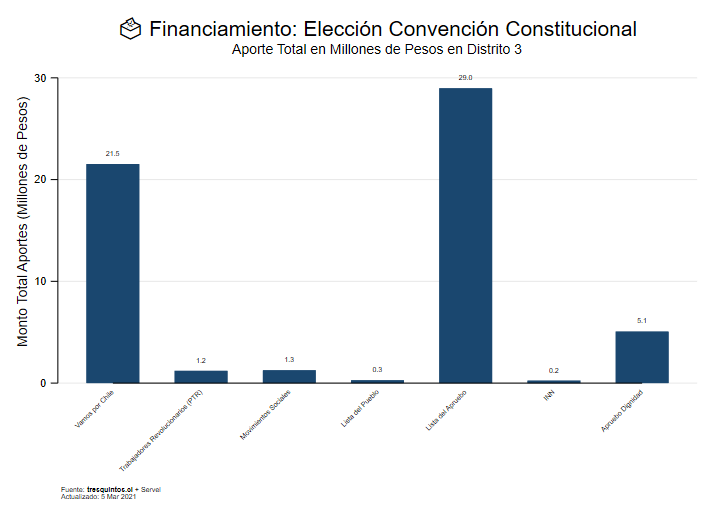 Financiamiento: Elección Convención Constitucional
Aporte Total en Millones de Pesos en Distrito 3
Monto Total Aportes (Millones de Pesos)
30
20
10
0
21.5
1.2
1.3
0.3
29.0
0.2
5.1
Vamos por Chile
Trabajadores Revolucionarios (PTR)
Movimientos Sociales
Lista del Pueblo
Lista del Apruebo
INN
Apruebo Dignidad
Fuente: tresquintos.cl + Servel
Actualizado: 5 Mar 2021